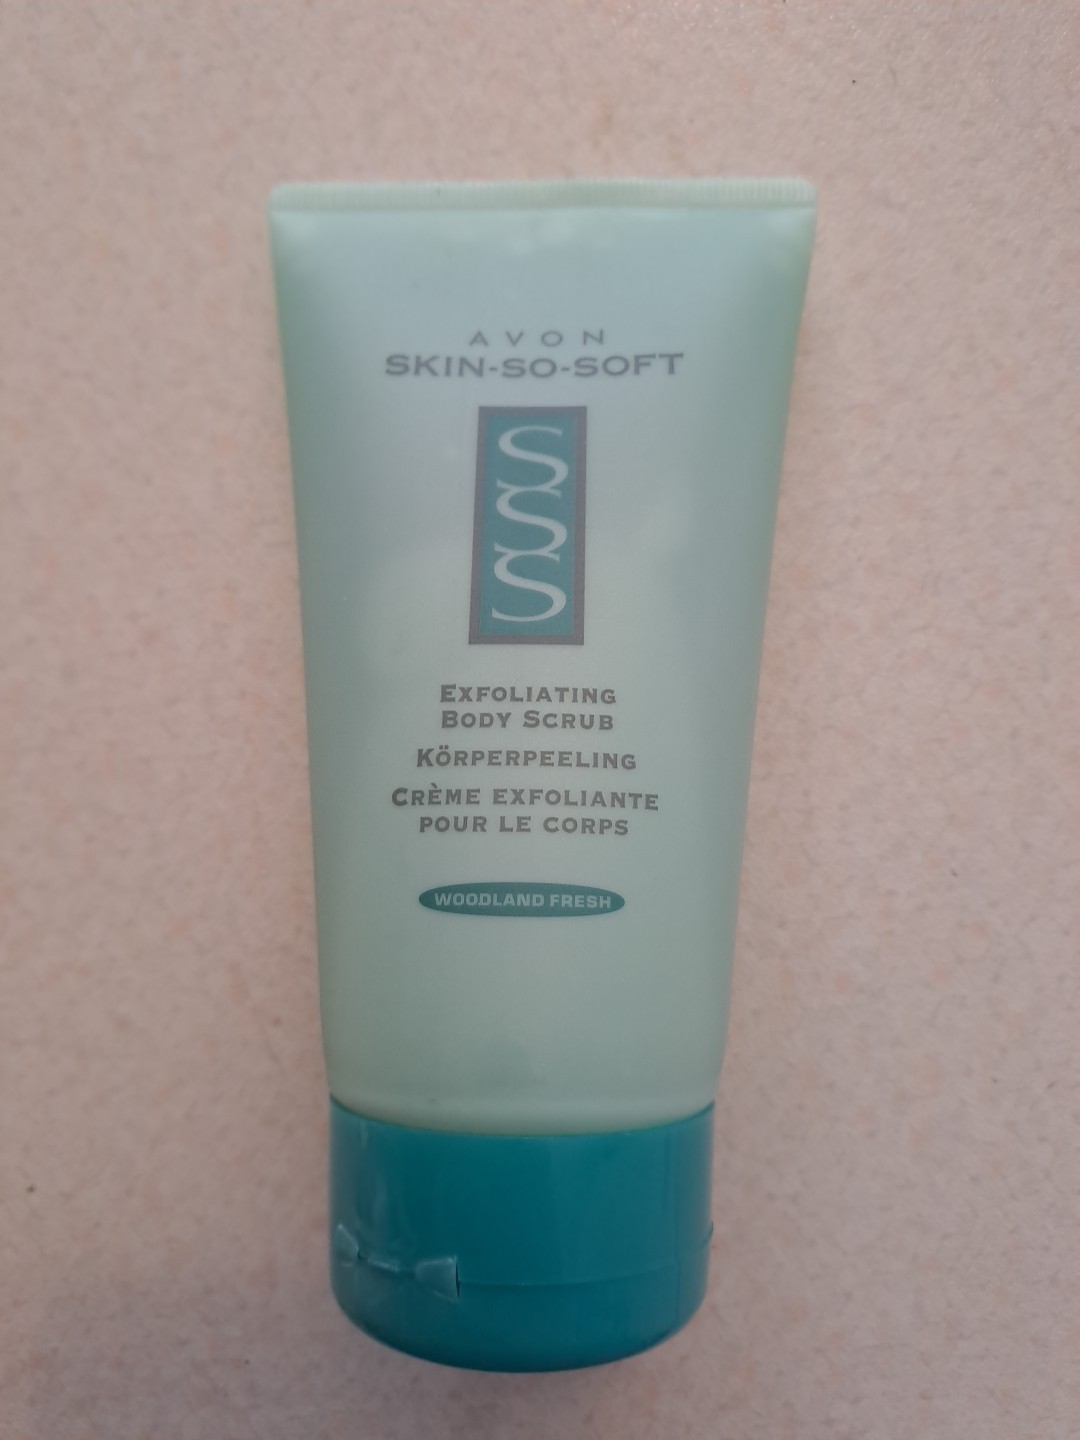 AVON
SKIN-SO-SOFT
SSS
EXFOLIATING
BODY SCRUB
KÖRPERPEELING
CRÈME EXFOLIANTE
POUR LE CORPS
WOODLAND FRESH